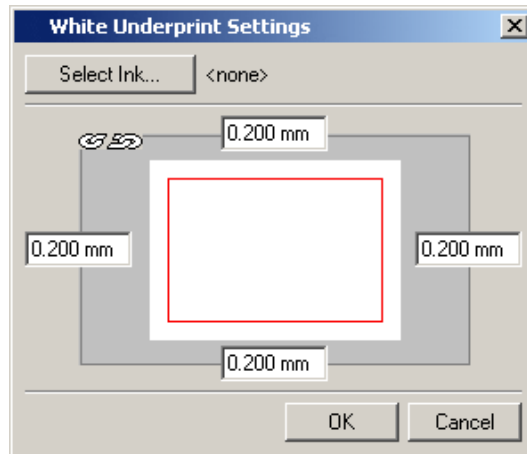 White Underprint Settings
Select Ink... <none>
0.200 mm
0.200 mm 0.200 mm
0.200 mm
OK Cancel